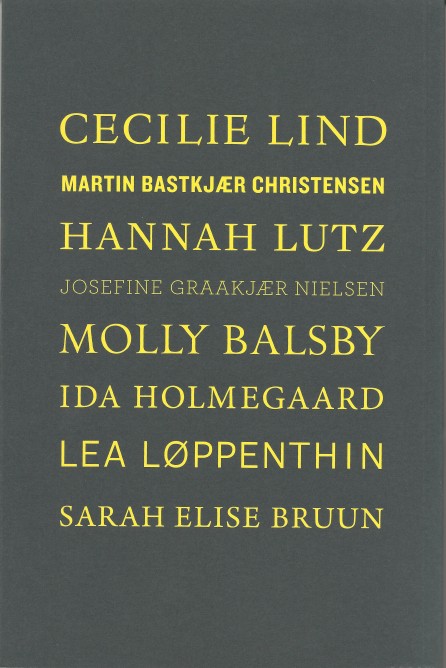 CECILIE LIND
MARTIN BASTKJÆR CHRISTENSEN
HANNAH LUTZ
JOSEFINE GRAAKJÆR NIELSEN
MOLLY BALSBY
IDA HOLMEGAARD
LEA LØPPENTHIN
SARAH ELISE BRUUN